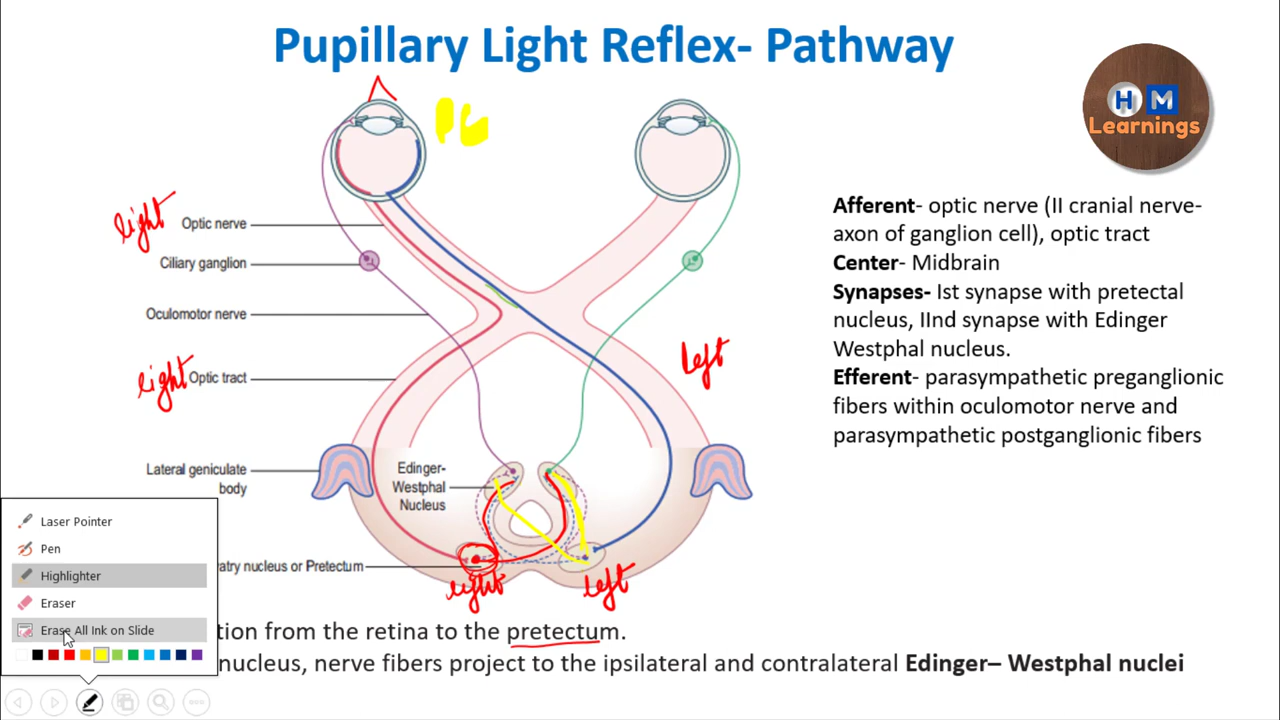 Pupillary Light Reflex- Pathway
H M
Learnings
light
Optic nerve
Ciliary ganglion
Oculomotor nerve
light
Optic tract
left
Lateral geniculate
body
Edinger-
Westphal
Nucleus
atry nucleus or Pretectum
light
left
Afferent- optic nerve (II cranial nerve-
axon of ganglion cell), optic tract
Center- Midbrain
Synapses- Ist synapse with pretectal
nucleus, IInd synapse with Edinger
Westphal nucleus.
Efferent- parasympathetic preganglionic
fibers within oculomotor nerve and
parasympathetic postganglionic fibers
tion from the retina to the pretectum.
nucleus, nerve fibers project to the ipsilateral and contralateral Edinger– Westphal nuclei
Laser Pointer
Pen
Highlighter
Eraser
Erase All Ink on Slide